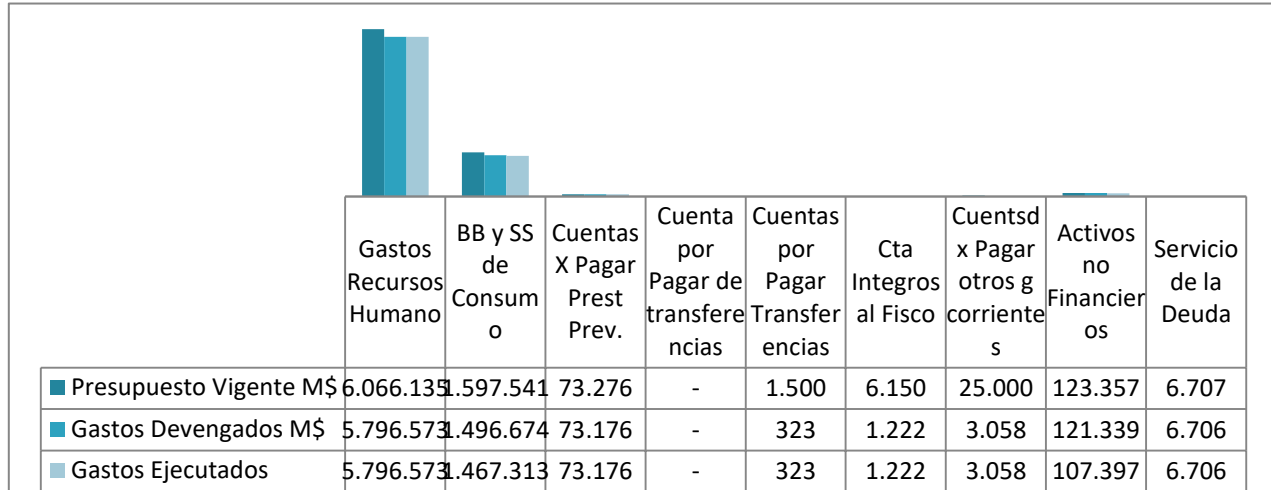 Gastos
Recursos
Humano
BB y SS
de
Consum
o
Cuentas
X Pagar
Prest
Prev.
Cuenta
por
Pagar de
transfere
ncias
Cuentas
por
Pagar
Transfer
encias
Cta
Integros
al Fisco
Cuentsd
x Pagar
otros g
corriente
s
Activos
no
Financier
os
Servicio
de la
Deuda
Presupuesto Vigente M$ 6.066.135 1.597.541 73.276 - 1.500 6.150 25.000 123.357 6.707
Gastos Devengados M$ 5.796.573 1.496.674 73.176 - 323 1.222 3.058 121.339 6.706
Gastos Ejecutados 5.796.573 1.467.313 73.176 - 323 1.222 3.058 107.397 6.706